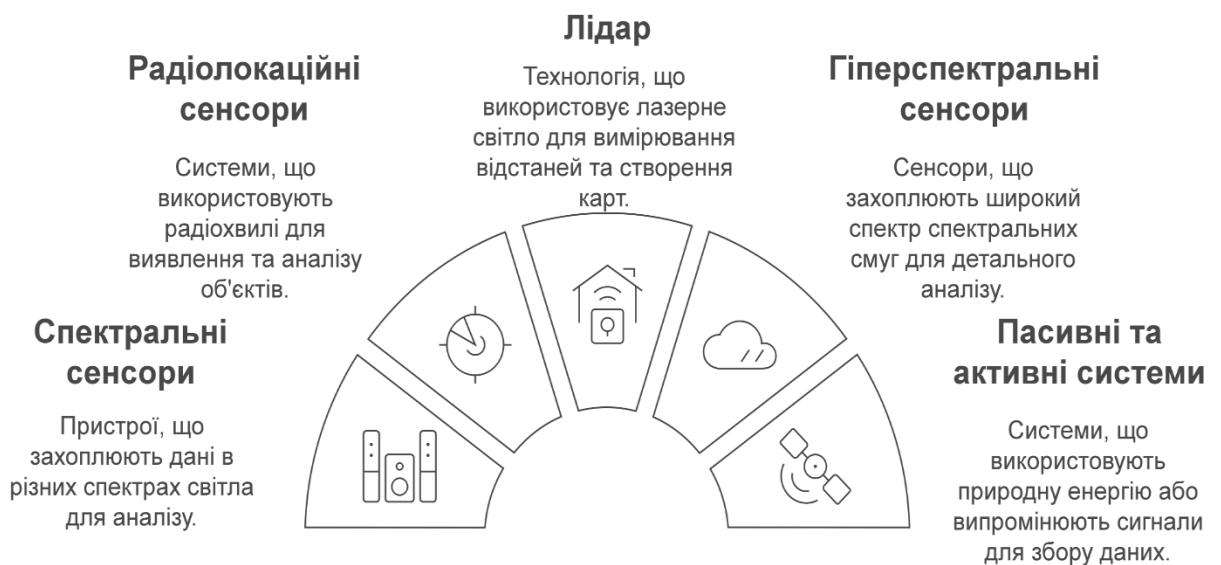 Лідар
Технологія, що
використовує лазерне
світло для вимірювання
відстаней та створення
карт.
Радіолокаційні
сенсори
Системи, що
використовують
радіохвилі для
виявлення та аналізу
об'єктів.
Гіперспектральні
сенсори
Сенсори, що
захоплюють широкий
спектр спектральних
смуг для детального
аналізу.
Спектральні
сенсори
Пристрої, що
захоплюють дані в
різних спектрах світла
для аналізу.
Пасивні та
активні системи
Системи, що
використовують
природну енергію або
випромінюють сигнали
для збору даних.